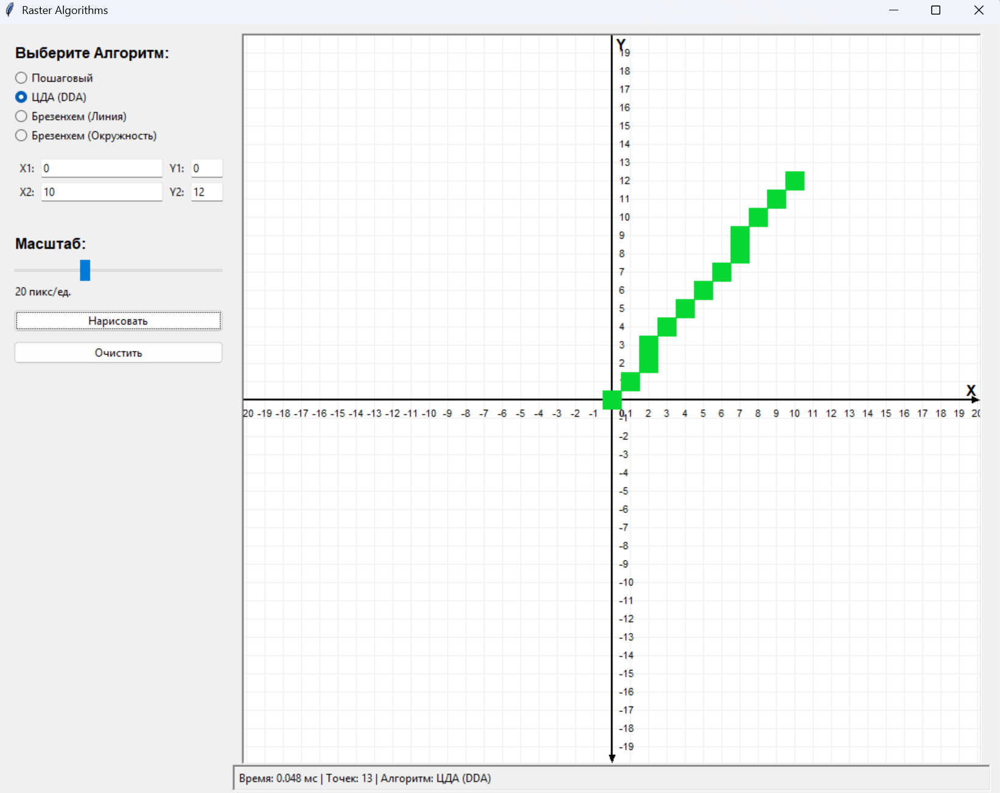 Raster Algorithms
Выберите Алгоритм:
Пошаговый
ЦДА (DDA)
Брезенхем (Линия)
Брезенхем (Окружность)
X1: 0 Y1: 0
X2: 10 Y2: 12
Масштаб:
20 пикс/ед.
Нарисовать
Очистить
Y
19
18
17
16
15
14
13
12
11
10
9
8
7
6
5
4
3
2
X
20 -19 -18 -17 -16 -15 -14 -13 -12 -11 -10 -9 -8 -7 -6 -5 -4 -3 -2 -1 0 1 2 3 4 5 6 7 8 9 10 11 12 13 14 15 16 17 18 19 20
-1
-2
-3
-4
-5
-6
-7
-8
-9
-10
-11
-12
-13
-14
-15
-16
-17
-18
-19
Время: 0.048 мс | Точек: 13 | Алгоритм: ЦДА (DDA)